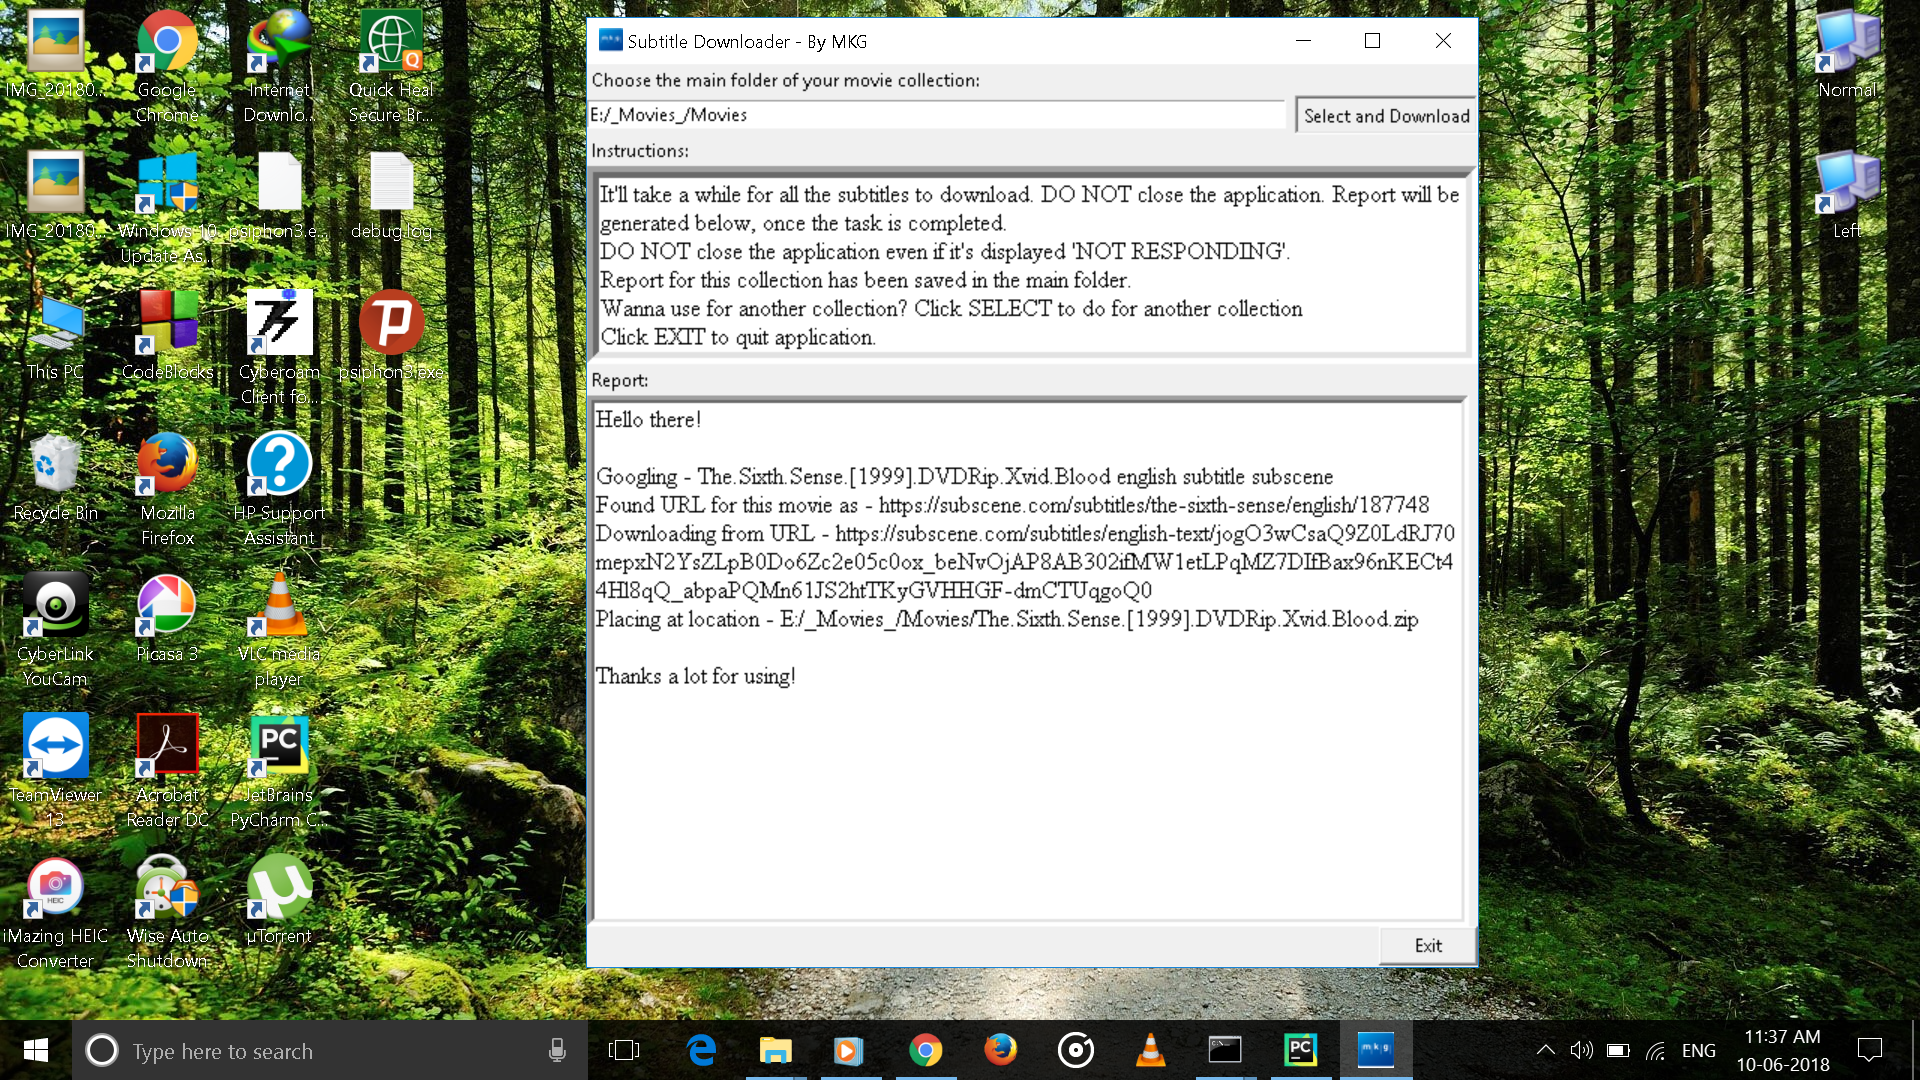 Subtitle Downloader - By MKG
Choose the main folder of your movie collection:
E:/_Movies_/Movies
Select and Download
Instructions:
It'll take a while for all the subtitles to download. DO NOT close the application. Report will be
generated below, once the task is completed.
DO NOT close the application even if it's displayed 'NOT RESPONDING'.
Report for this collection has been saved in the main folder.
Wanna use for another collection? Click SELECT to do for another collection
Click EXIT to quit application.
Report:
Hello there!
Googling - The.Sixth.Sense.[1999].DVDRip.Xvid.Blood english subtitle subscene
Found URL for this movie as - https://subscene.com/subtitles/the-sixth-sense/english/187748
Downloading from URL - https://subscene.com/subtitles/english-text/jogO3wCsaQ9Z0LdRJ70
mepxN2YsZLpB0Do6Zc2e05c0ox_beNvOjAP8AB302ifMW1etLPqMZ7DIfBax96nKECt4
4Hl8qQ_abpaPQMn61JS2htTKyGVHHGF-dmCTUqgoQ0
Placing at location - E:/_Movies_/Movies/The.Sixth.Sense.[1999].DVDRip.Xvid.Blood.zip
Thanks a lot for using!
Exit
IMG_20180...
Google
Chrome
Internet
Downlo...
Quick Heal
Secure Br...
IMG_20180...
Windows 10
Update As...
psiphon3.e...
debug.log
This PC
CodeBlocks
Cyberoam
Client fo...
psiphon3.exe
Recycle Bin
Mozilla
Firefox
HP Support
Assistant
CyberLink
YouCam
Picasa 3
VLC media
player
TeamViewer
13
Acrobat
Reader DC
PC
JetBrains
PyCharm C...
HEIC
iMazing HEIC
Converter
Wise Auto
Shutdown
µTorrent
Normal
Left
Type here to search
PC
mkg
ENG
11:37 AM
10-06-2018